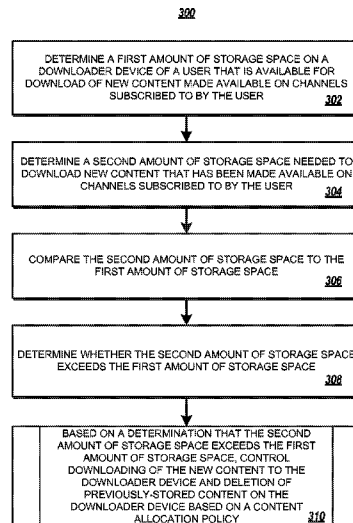 300
DETERMINE A FIRST AMOUNT OF STORAGE SPACE ON A
DOWNLOADER DEVICE OF A USER THAT IS AVAILABLE FOR
DOWNLOAD OF NEW CONTENT MADE AVAILABLE ON CHANNELS
SUBSCRIBED TO BY THE USER
302
DETERMINE A SECOND AMOUNT OF STORAGE SPACE NEEDED TO
DOWNLOAD NEW CONTENT THAT HAS BEEN MADE AVAILABLE ON
CHANNELS SUBSCRIBED TO BY THE USER
304
COMPARE THE SECOND AMOUNT OF STORAGE SPACE TO THE
FIRST AMOUNT OF STORAGE SPACE
306
DETERMINE WHETHER THE SECOND AMOUNT OF STORAGE SPACE
EXCEEDS THE FIRST AMOUNT OF STORAGE SPACE
308
BASED ON A DETERMINATION THAT THE SECOND
AMOUNT OF STORAGE SPACE EXCEEDS THE FIRST
AMOUNT OF STORAGE SPACE, CONTROL
DOWNLOADING OF THE NEW CONTENT TO THE
DOWNLOADER DEVICE AND DELETION OF
PREVIOUSLY-STORED CONTENT ON THE
DOWNLOADER DEVICE BASED ON A CONTENT
ALLOCATION POLICY
310